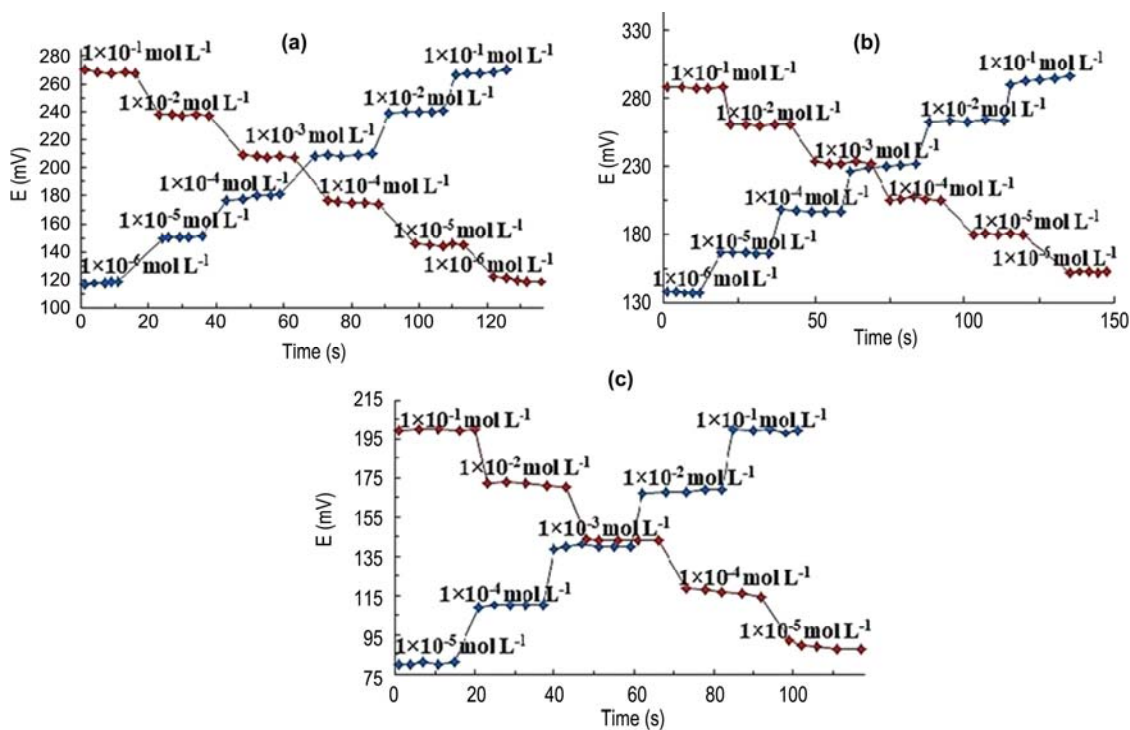 (a)
280
260
240
220
200
180
160
140
120
100
E (mV)
1×10⁻¹ mol L⁻¹
1×10⁻² mol L⁻¹
1×10⁻³ mol L⁻¹
1×10⁻⁴ mol L⁻¹
1×10⁻⁵ mol L⁻¹
1×10⁻⁶ mol L⁻¹
1×10⁻¹ mol L⁻¹
1×10⁻² mol L⁻¹
1×10⁻⁴ mol L⁻¹
1×10⁻⁵ mol L⁻¹
1×10⁻⁶ mol L⁻¹
0 20 40 60 80 100 120
Time (s)
(b)
330
280
230
180
130
E (mV)
1×10⁻¹ mol L⁻¹
1×10⁻² mol L⁻¹
1×10⁻³ mol L⁻¹
1×10⁻⁴ mol L⁻¹
1×10⁻⁵ mol L⁻¹
1×10⁻⁶ mol L⁻¹
1×10⁻¹ mol L⁻¹
1×10⁻² mol L⁻¹
1×10⁻⁴ mol L⁻¹
1×10⁻⁵ mol L⁻¹
1×10⁻⁶ mol L⁻¹
0 50 100 150
Time (s)
(c)
215
195
175
155
135
115
95
75
E (mV)
1×10⁻¹ mol L⁻¹
1×10⁻² mol L⁻¹
1×10⁻³ mol L⁻¹
1×10⁻⁴ mol L⁻¹
1×10⁻⁵ mol L⁻¹
1×10⁻¹ mol L⁻¹
1×10⁻² mol L⁻¹
1×10⁻⁴ mol L⁻¹
1×10⁻⁵ mol L⁻¹
0 20 40 60 80 100
Time (s)